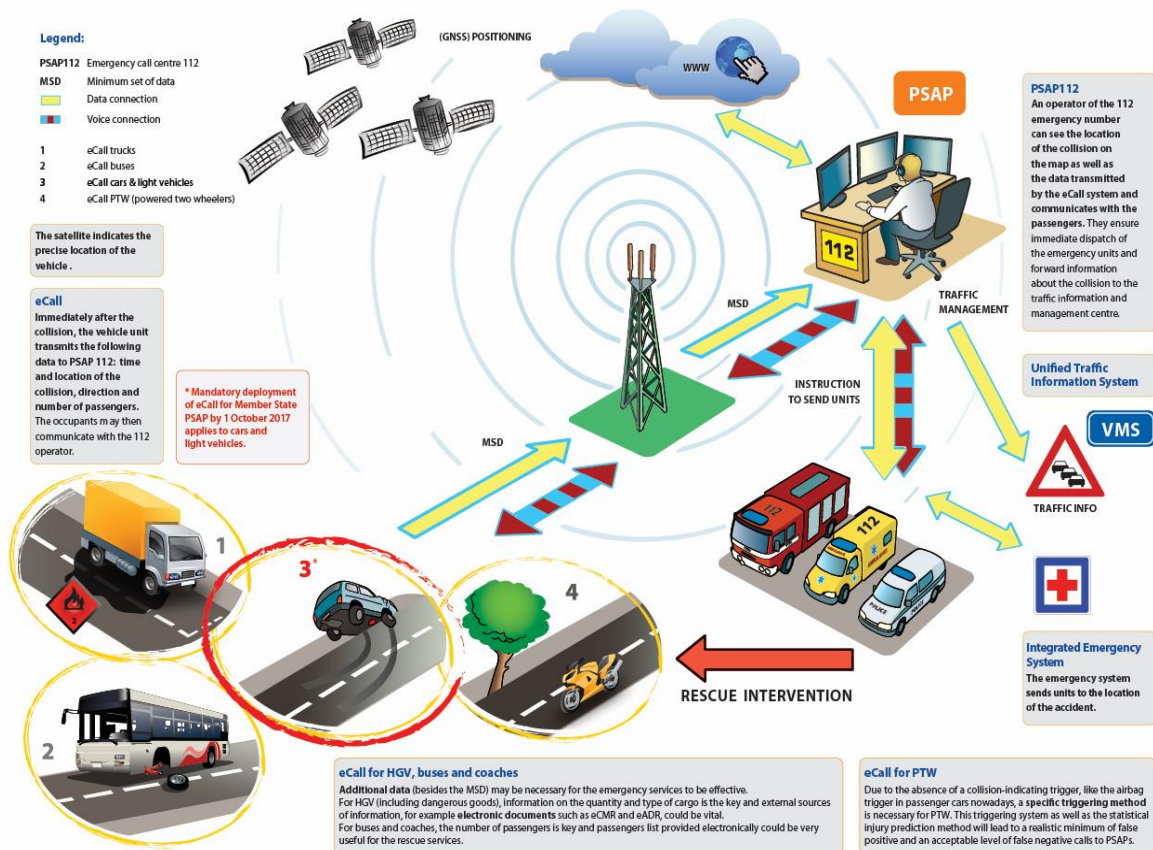 Legend:
PSAP112 Emergency call centre 112
MSD Minimum set of data
Data connection
Voice connection
1 eCall trucks
2 eCall buses
3 eCall cars & light vehicles
4 eCall PTW (powered two wheelers)
The satellite indicates the
precise location of the
vehicle .
eCall
Immediately after the
collision, the vehicle unit
transmits the following
data to PSAP 112: time
and location of the
collision, direction and
number of passengers.
The occupants may then
communicate with the 112
operator.
* Mandatory deployment
of eCall for Member State
PSAP by 1 October 2017
applies to cars and
light vehicles.
(GNSS) POSITIONING
WWW
PSAP
112
PSAP112
An operator of the 112
emergency number
can see the location
of the collision on
the map as well as
the data transmitted
by the eCall system and
communicates with the
passengers. They ensure
immediate dispatch of
the emergency units and
forward information
about the collision to the
traffic information and
management centre.
MSD
TRAFFIC
MANAGEMENT
Unified Traffic
Information System
INSTRUCTION
TO SEND UNITS
VMS
MSD
TRAFFIC INFO
112
112
AMBULANCE
POLICE
POLICE
1
2
3*
4
2
RESCUE INTERVENTION
Integrated Emergency
System
The emergency system
sends units to the location
of the accident.
eCall for HGV, buses and coaches
Additional data (besides the MSD) may be necessary for the emergency services to be effective.
For HGV (including dangerous goods), information on the quantity and type of cargo is the key and external sources
of information, for example electronic documents such as eCMR and eADR, could be vital.
For buses and coaches, the number of passengers is key and passengers list provided electronically could be very
useful for the rescue services.
eCall for PTW
Due to the absence of a collision-indicating trigger, like the airbag
trigger in passenger cars nowadays, a specific triggering method
is necessary for PTW. This triggering system as well as the statistical
injury prediction method will lead to a realistic minimum of false
positive and an acceptable level of false negative calls to PSAPs.